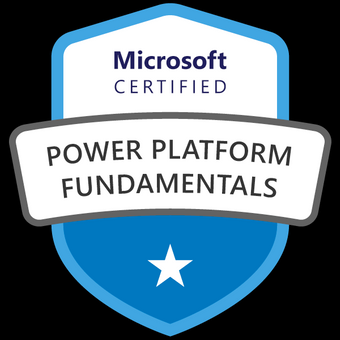 Microsoft
CERTIFIED
POWER PLATFORM
FUNDAMENTALS